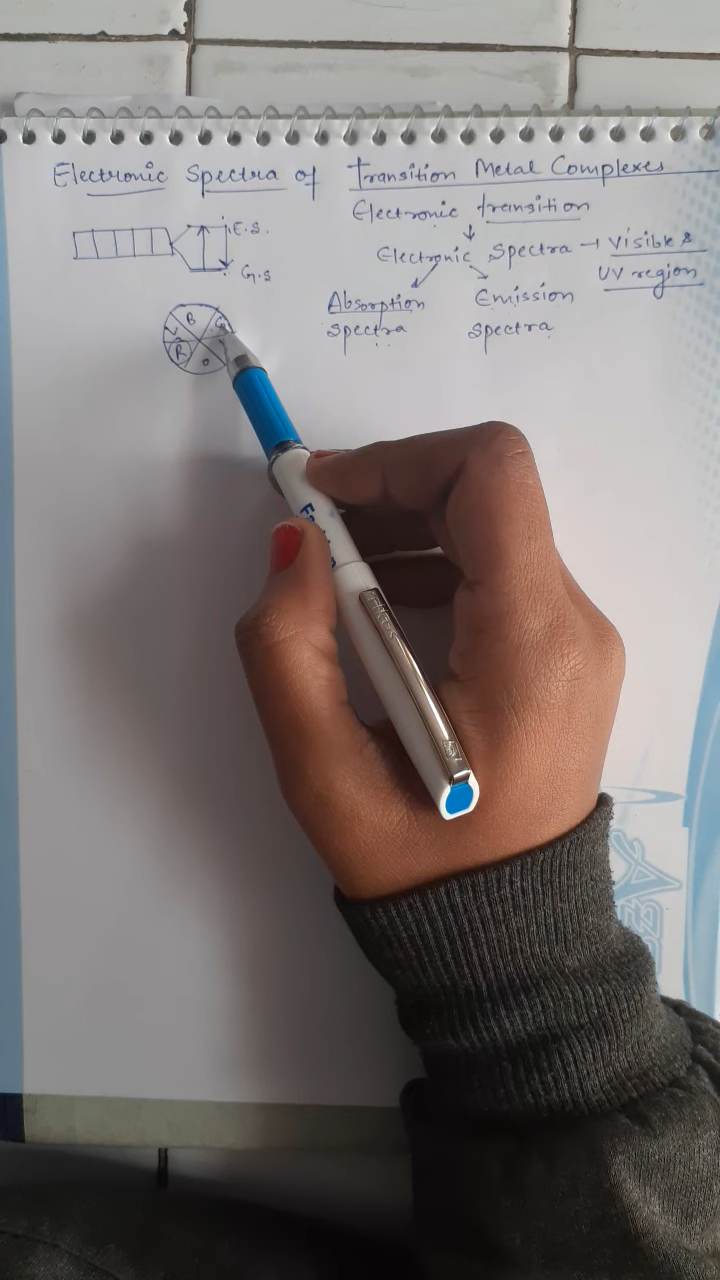 Electronic Spectra of Transition Metal Complexes
Electronic transition
E.S.
Electronic Spectra → Visible &
UV region
G.S
Absorption Emission
Spectra Spectra
B
G
R
O